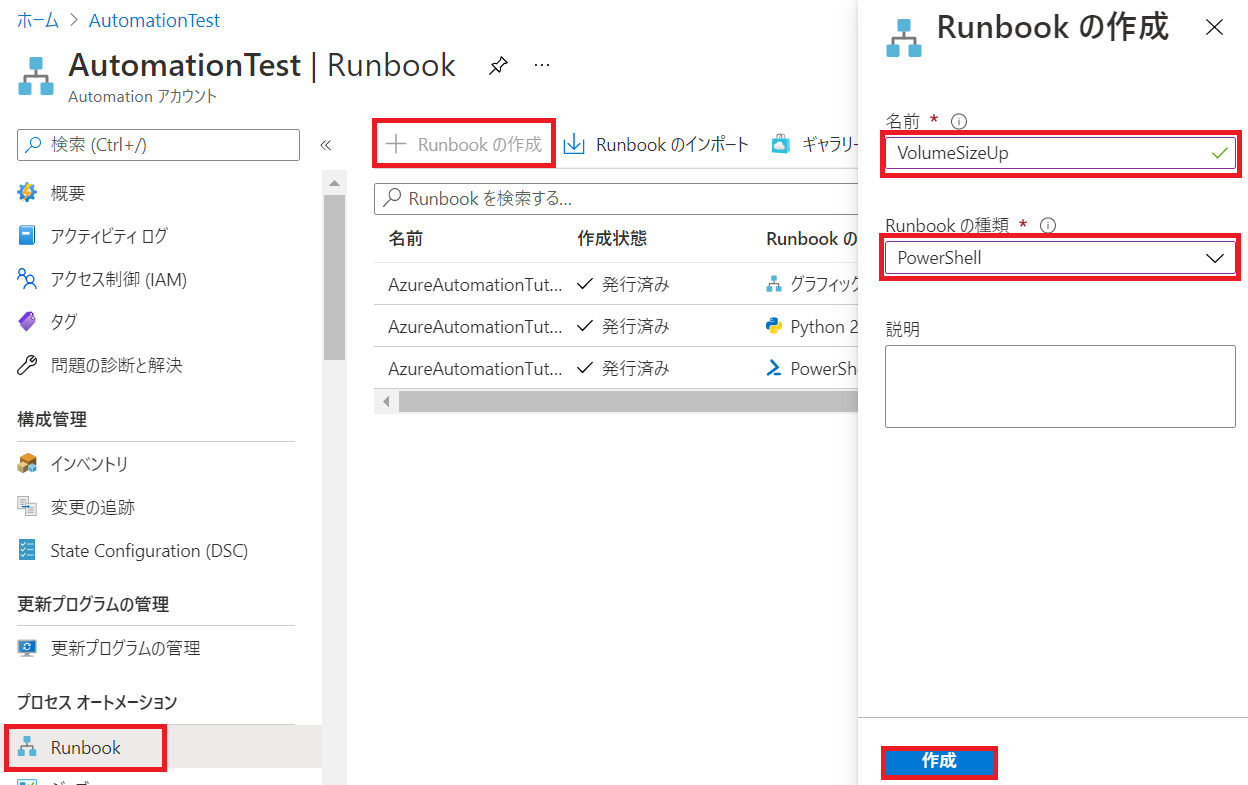 ホーム > AutomationTest
AutomationTest | Runbook
Automation アカウント
検索 (Ctrl+/)
概要
アクティビティ ログ
アクセス制御 (IAM)
タグ
問題の診断と解決
構成管理
インベントリ
変更の追跡
State Configuration (DSC)
更新プログラムの管理
更新プログラムの管理
プロセス オートメーション
Runbook
Runbook の作成
Runbook のインポート
ギャラリー
Runbook を検索する...
名前 作成状態 Runbook の
AzureAutomationTut... 発行済み グラフィック
AzureAutomationTut... 発行済み Python 2
AzureAutomationTut... 発行済み PowerSh
Runbook の作成
名前 *
VolumeSizeUp
Runbook の種類 *
PowerShell
説明
作成